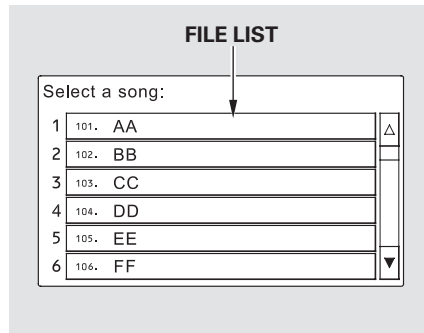 FILE LIST
Select a song:
1 101. AA
2 102. BB
3 103. CC
4 104. DD
5 105. EE
6 106. FF